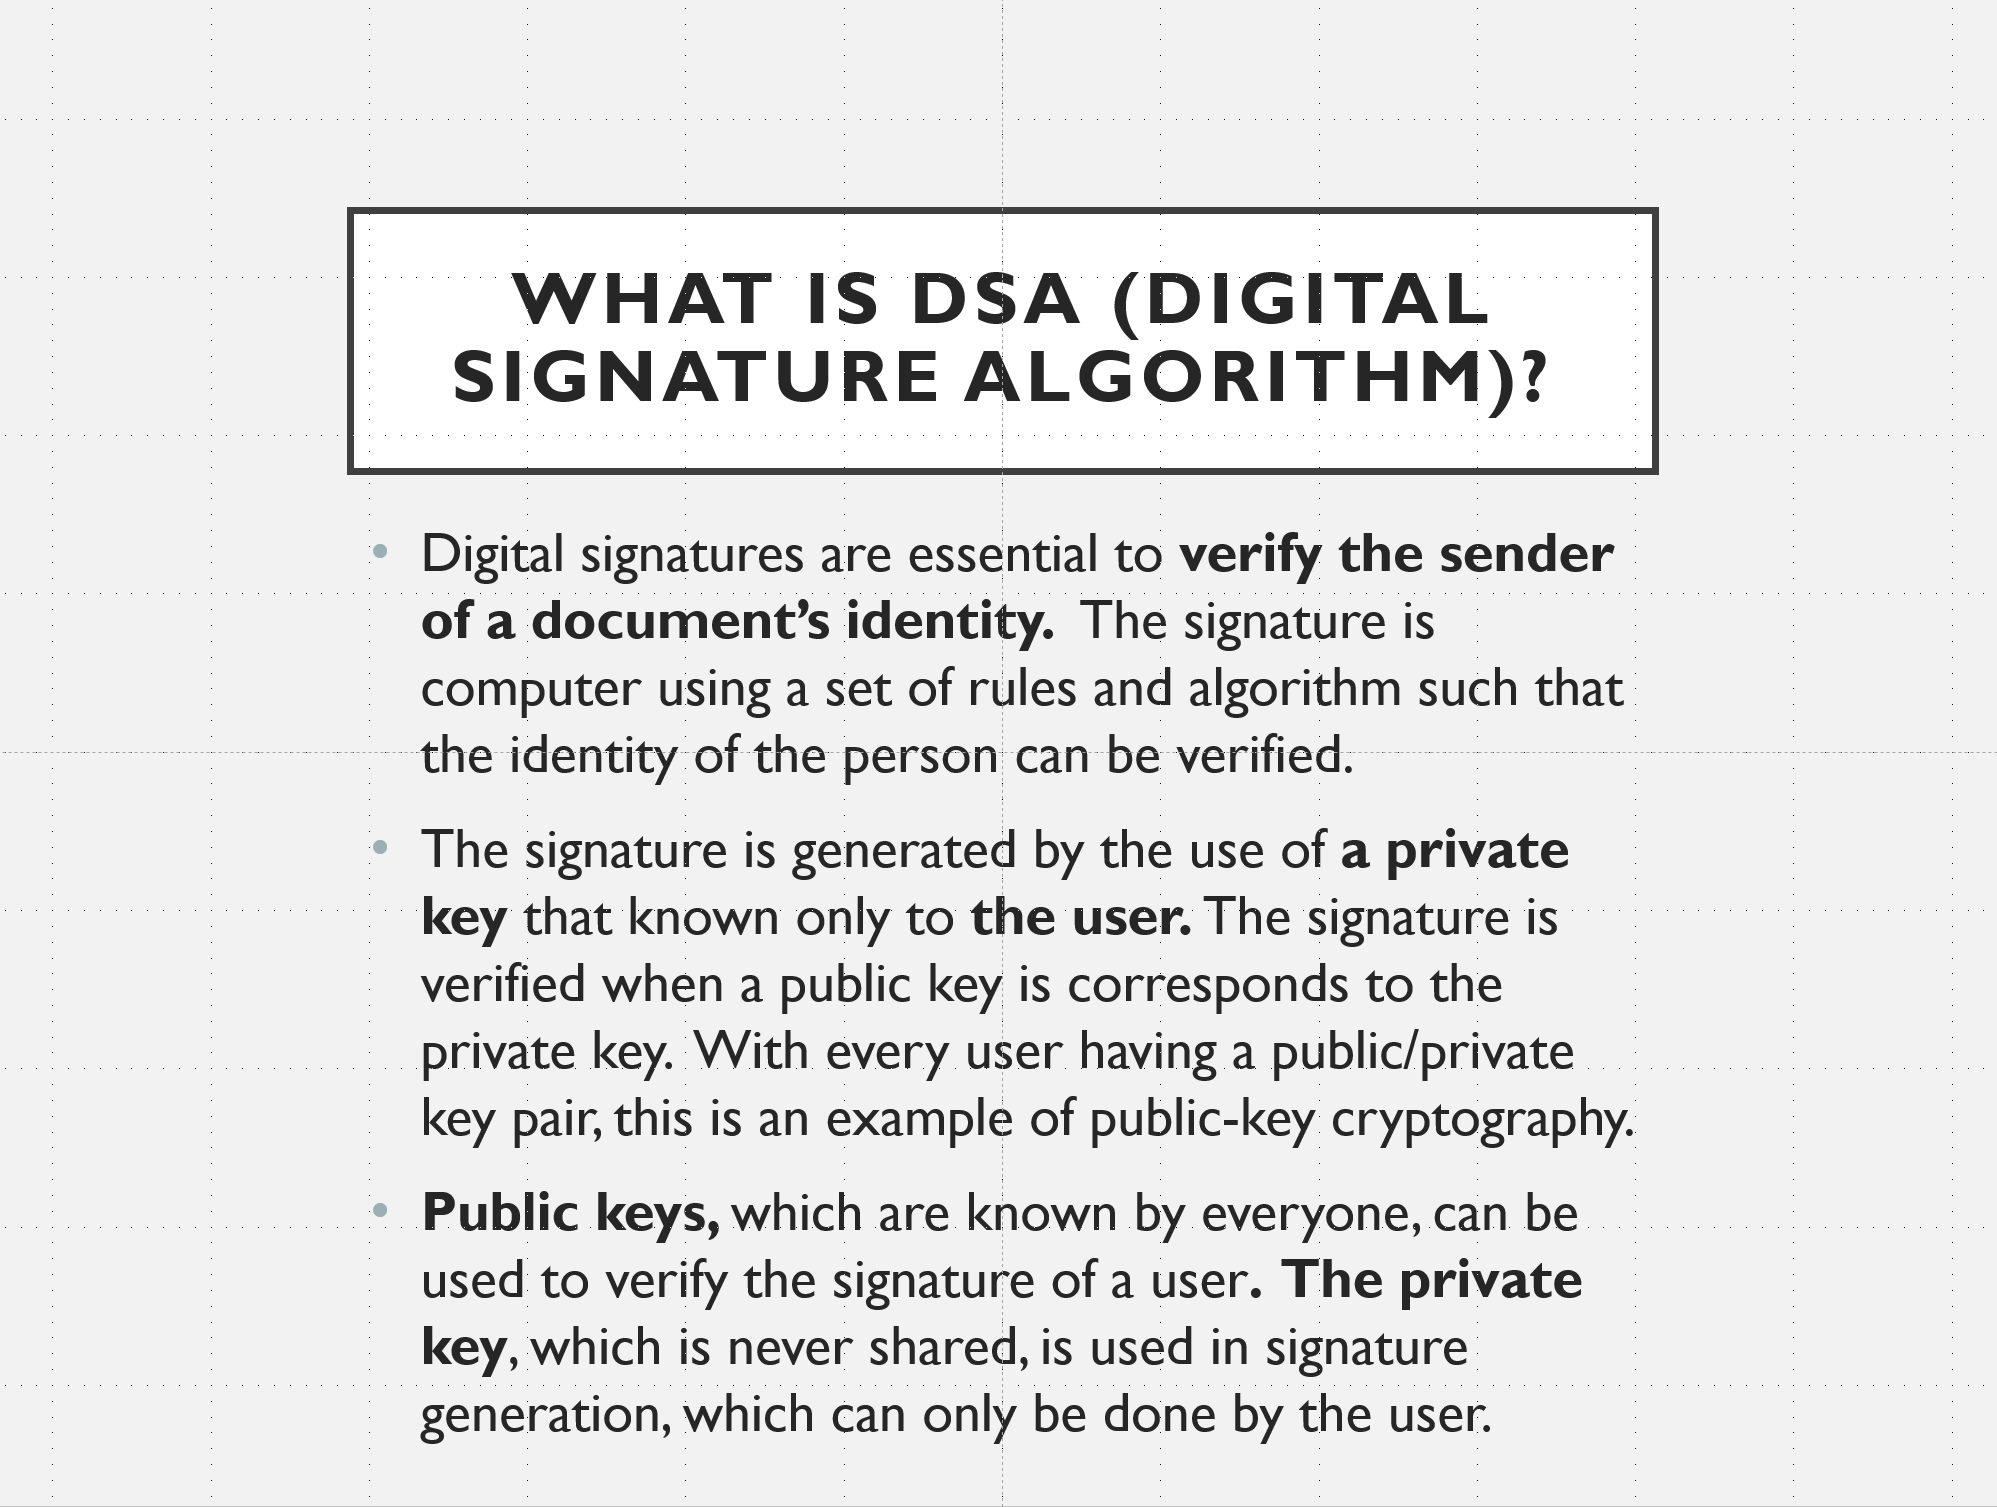 WHAT IS DSA (DIGITAL
SIGNATURE ALGORITHM)?
• Digital signatures are essential to verify the sender
of a document’s identity. The signature is
computer using a set of rules and algorithm such that
the identity of the person can be verified.
• The signature is generated by the use of a private
key that known only to the user. The signature is
verified when a public key is corresponds to the
private key. With every user having a public/private
key pair, this is an example of public-key cryptography.
• Public keys, which are known by everyone, can be
used to verify the signature of a user. The private
key, which is never shared, is used in signature
generation, which can only be done by the user.